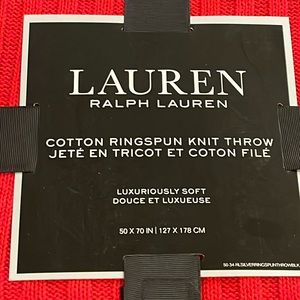 LAUREN
RALPH LAUREN
COTTON RINGSPUN KNIT THROW
JETÉ EN TRICOT ET COTON FILÉ
LUXURIOUSLY SOFT
DOUCE ET LUXUEUSE
50 X 70 IN | 127 X 178 CM